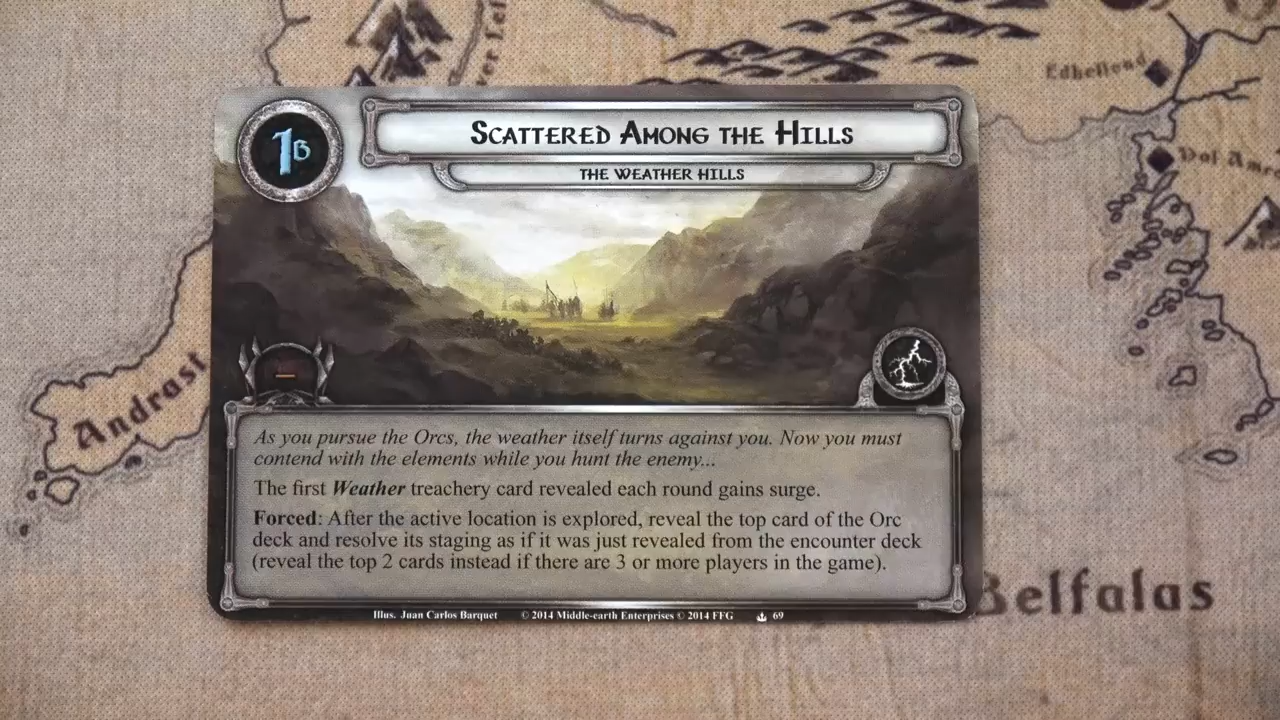 Edhellond
Dol Amr
Andrast
Belfalas
1B
SCATTERED AMONG THE HILLS
THE WEATHER HILLS
–
As you pursue the Orcs, the weather itself turns against you. Now you must
contend with the elements while you hunt the enemy...
The first Weather treachery card revealed each round gains surge.
Forced: After the active location is explored, reveal the top card of the Orc
deck and resolve its staging as if it was just revealed from the encounter deck
(reveal the top 2 cards instead if there are 3 or more players in the game).
Illus. Juan Carlos Barquet © 2014 Middle-earth Enterprises © 2014 FFG 69